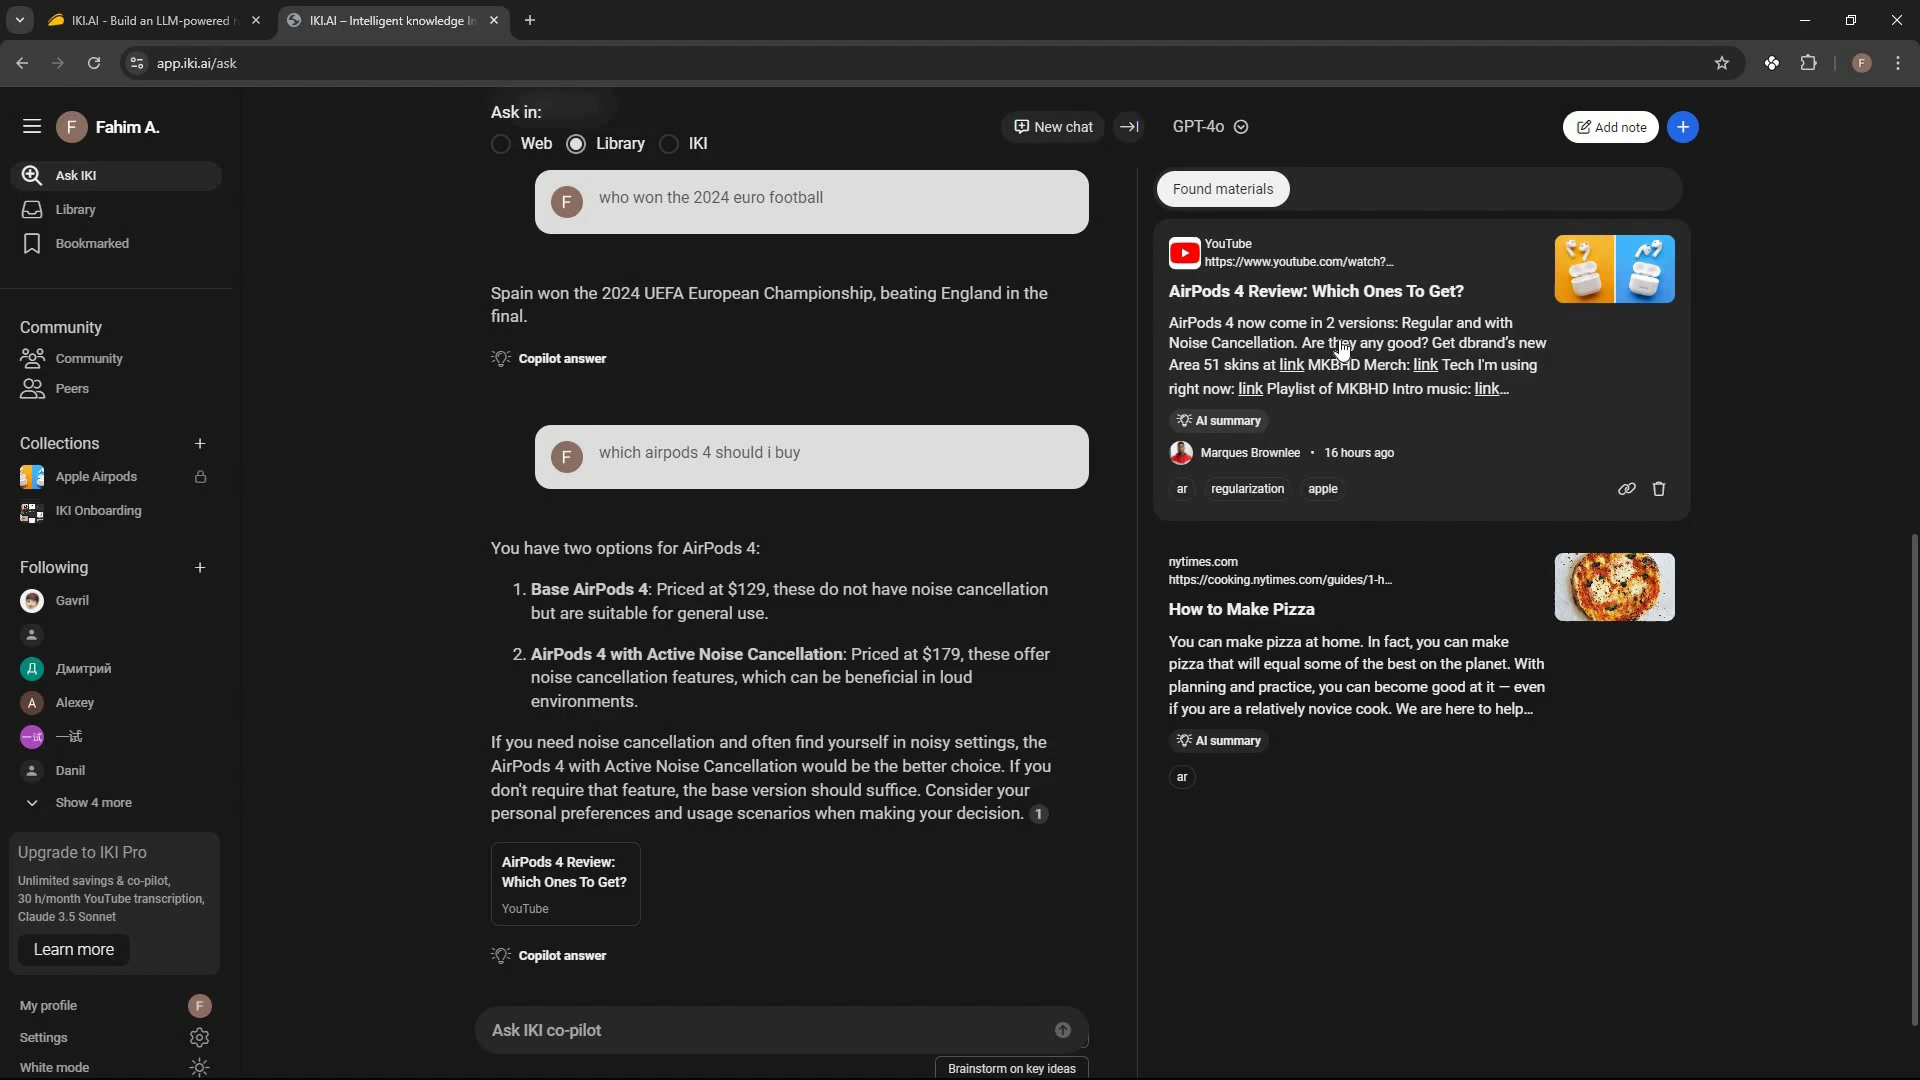 IKI.AI - Build an LLM-powered
IKI.AI – Intelligent knowledge In
app.iki.ai/ask
F
F
Fahim A.
Ask IKI
Library
Bookmarked
Community
Community
Peers
Collections
Apple Airpods
IKI Onboarding
Following
Gavril
Д
Дмитрий
A
Alexey
一试
一试
Danil
Show 4 more
Upgrade to IKI Pro
Unlimited savings & co-pilot,
30 h/month YouTube transcription,
Claude 3.5 Sonnet
Learn more
My profile
F
Settings
White mode
Ask in:
Web
Library
IKI
New chat
F
who won the 2024 euro football
Spain won the 2024 UEFA European Championship, beating England in the
final.
Copilot answer
F
which airpods 4 should i buy
You have two options for AirPods 4:
1. Base AirPods 4: Priced at $129, these do not have noise cancellation
but are suitable for general use.
2. AirPods 4 with Active Noise Cancellation: Priced at $179, these offer
noise cancellation features, which can be beneficial in loud
environments.
If you need noise cancellation and often find yourself in noisy settings, the
AirPods 4 with Active Noise Cancellation would be the better choice. If you
don't require that feature, the base version should suffice. Consider your
personal preferences and usage scenarios when making your decision. 1
AirPods 4 Review:
Which Ones To Get?
YouTube
Copilot answer
Ask IKI co-pilot
Brainstorm on key ideas
GPT-4o
Add note
Found materials
YouTube
https://www.youtube.com/watch?...
AirPods 4 Review: Which Ones To Get?
AirPods 4 now come in 2 versions: Regular and with
Noise Cancellation. Are they any good? Get dbrand's new
Area 51 skins at link MKBHD Merch: link Tech I'm using
right now: link Playlist of MKBHD Intro music: link...
AI summary
Marques Brownlee • 16 hours ago
ar
regularization
apple
nytimes.com
https://cooking.nytimes.com/guides/1-h...
How to Make Pizza
You can make pizza at home. In fact, you can make
pizza that will equal some of the best on the planet. With
planning and practice, you can become good at it — even
if you are a relatively novice cook. We are here to help...
AI summary
ar